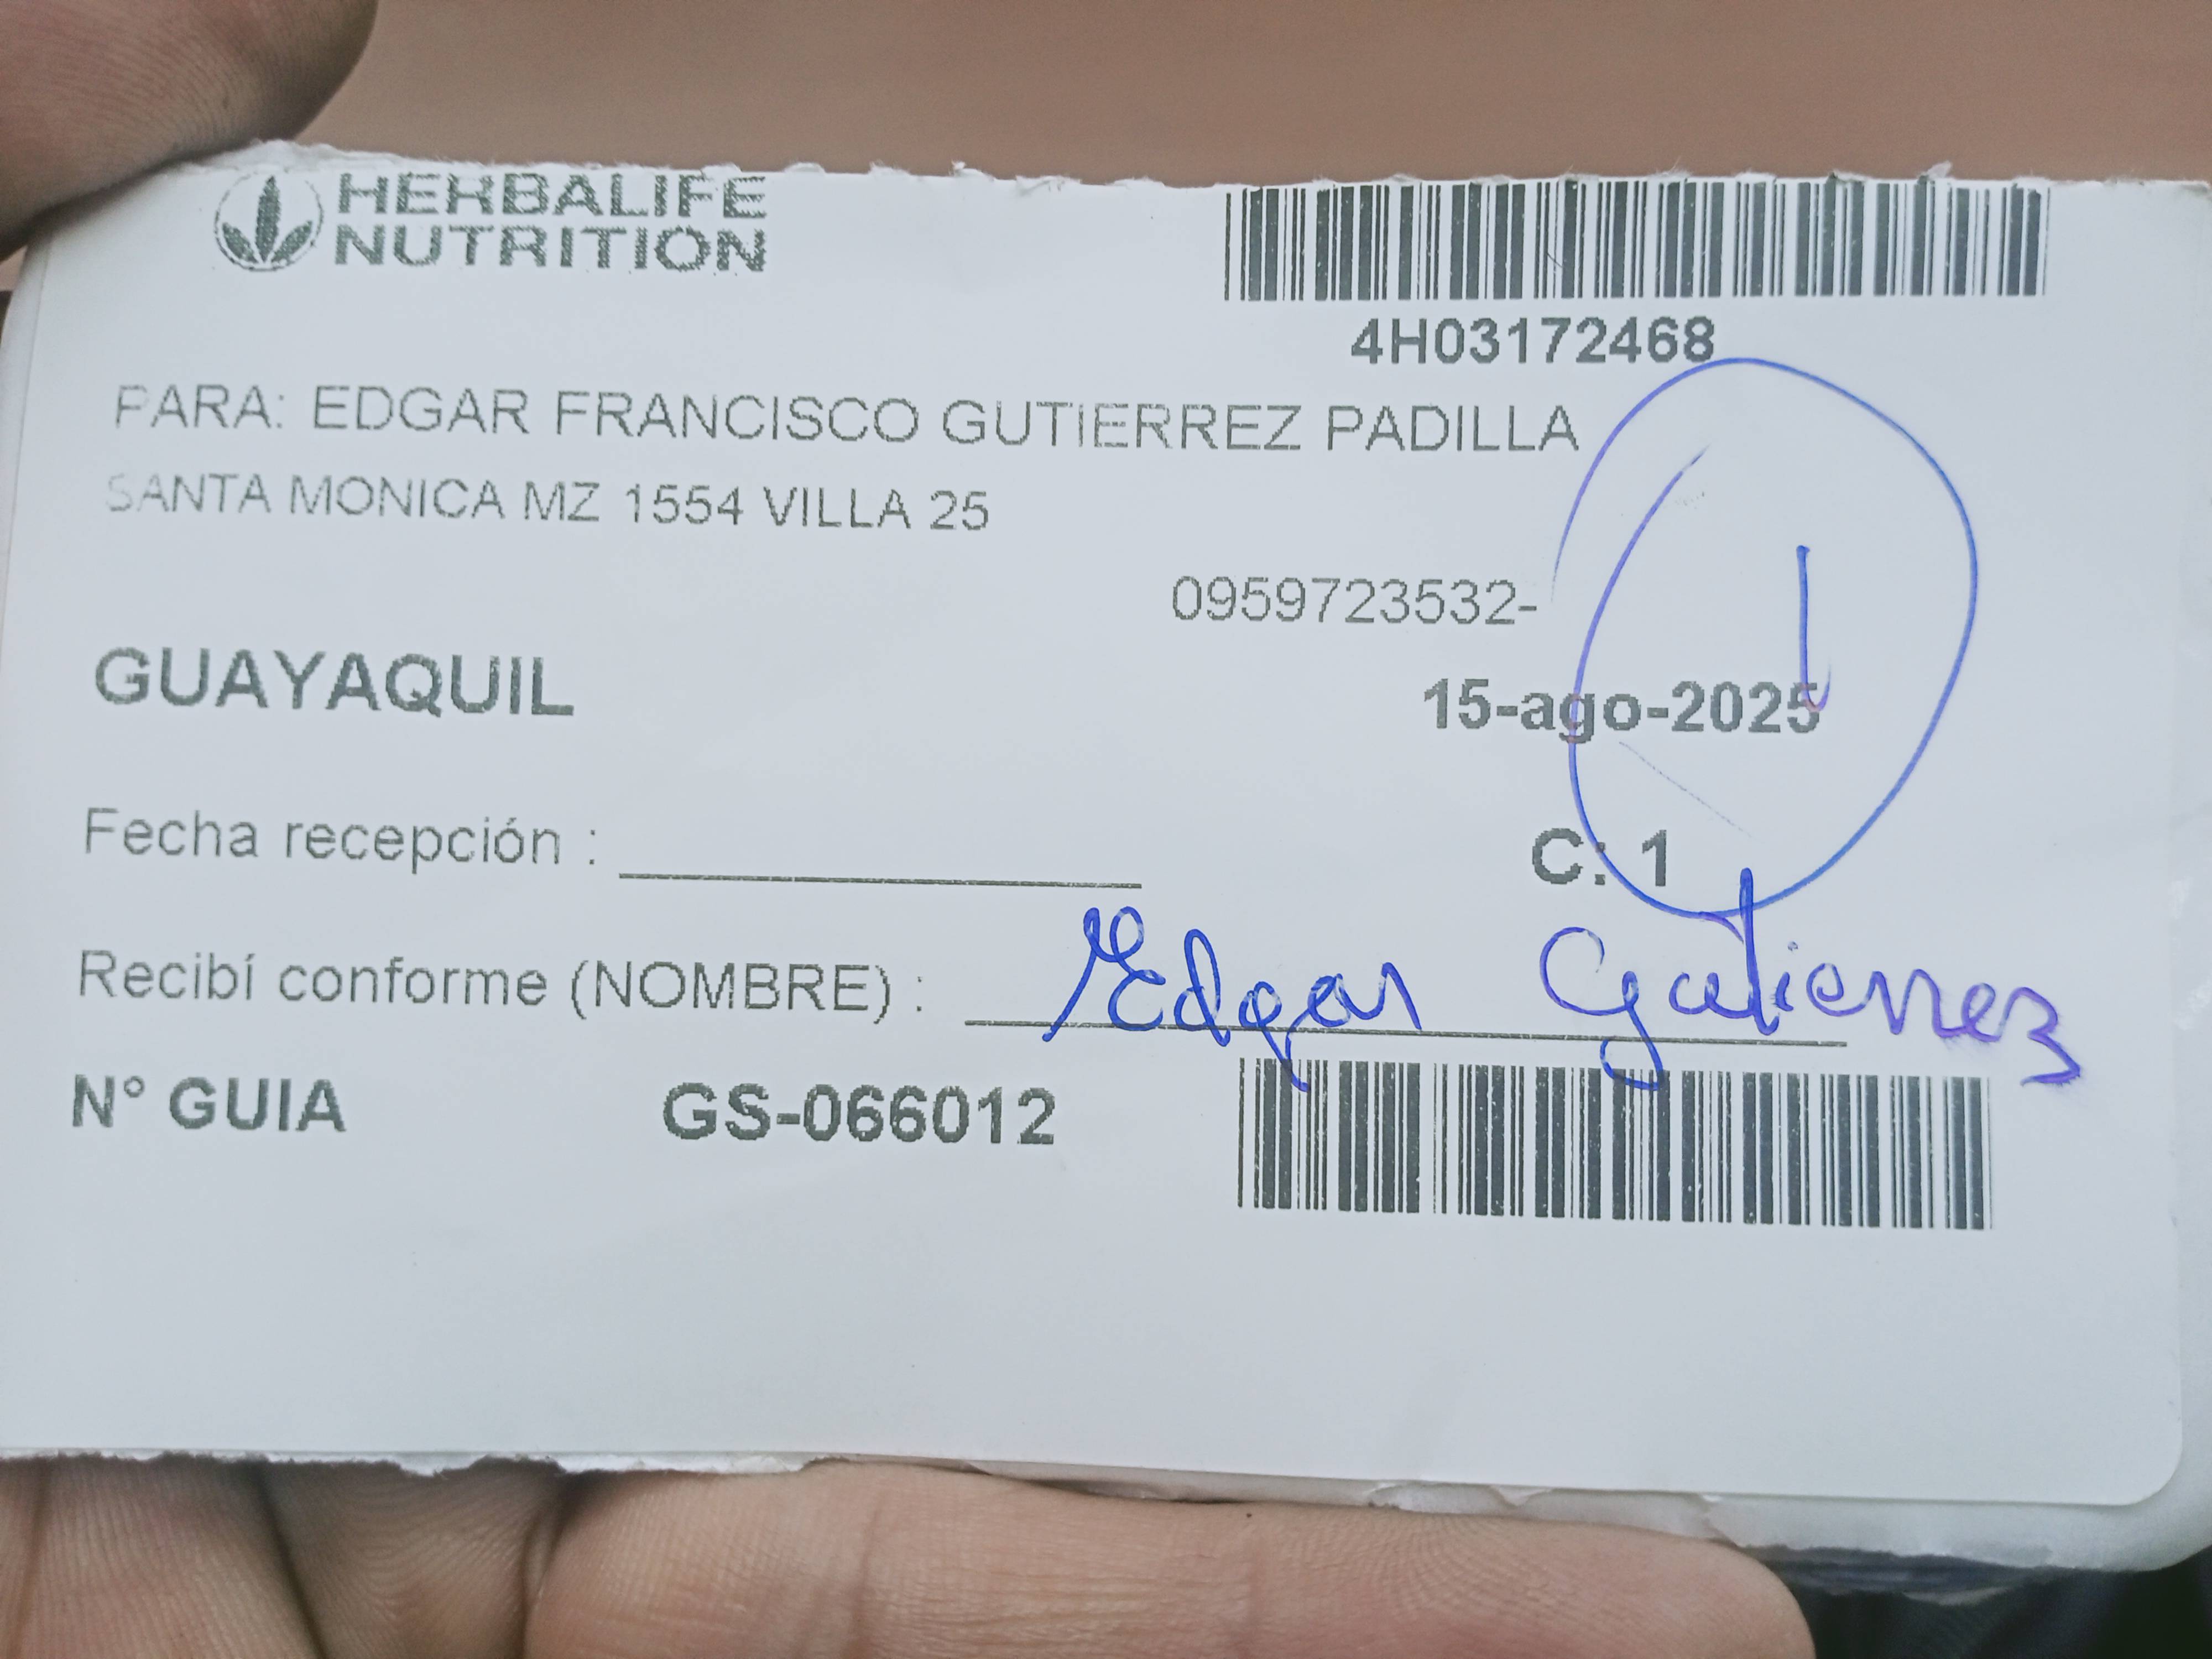 HERBALIFE
NUTRITION
4H03172468
PARA: EDGAR FRANCISCO GUTIERREZ PADILLA
SANTA MONICA MZ 1554 VILLA 25
0959723532-
GUAYAQUIL
15-ago-2025
1
Fecha recepción :
C: 1
Recibí conforme (NOMBRE) : Edgar Gutierrez
N° GUIA GS-066012